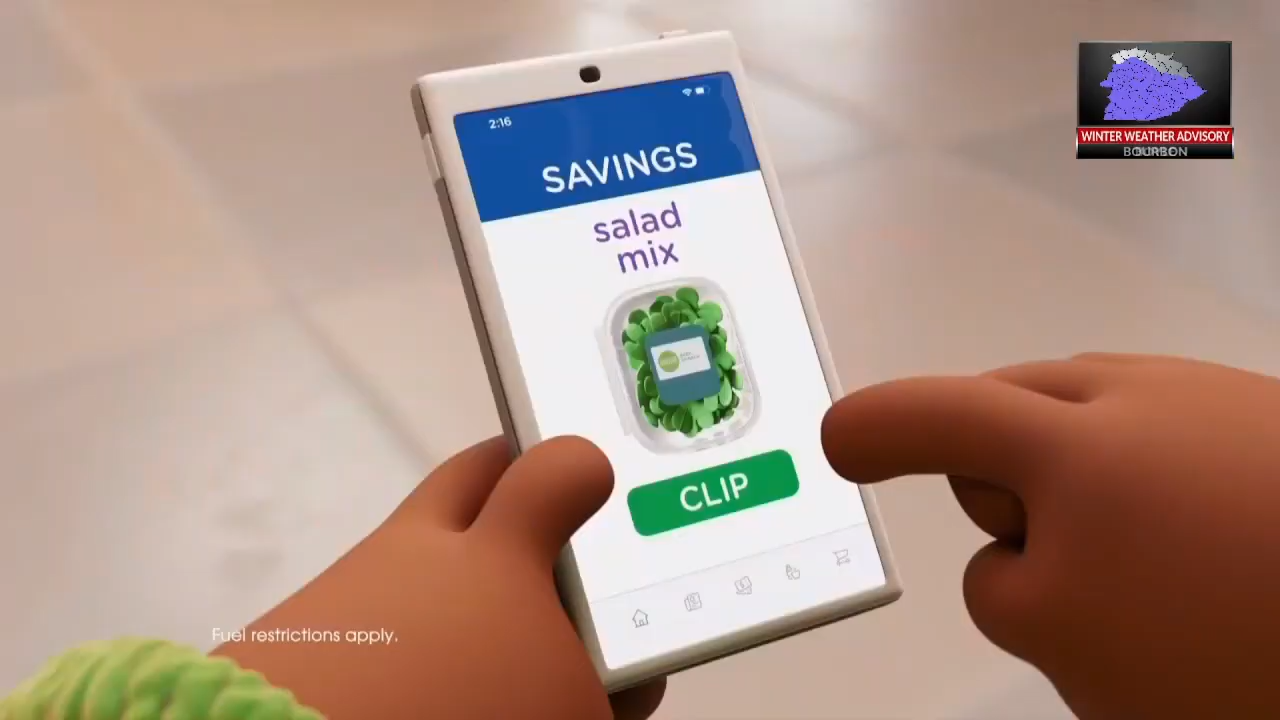 2:16
SAVINGS
salad
mix
CLIP
WINTER WEATHER ADVISORY
BOURBON
Fuel restrictions apply.